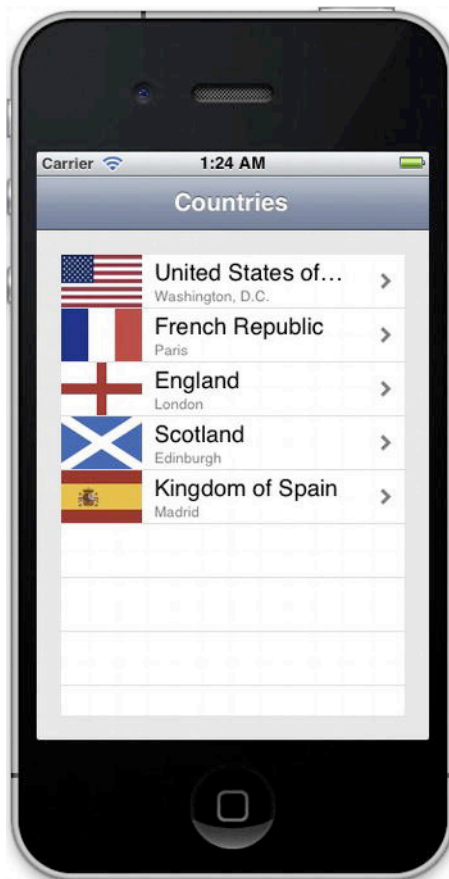 Carrier
1:24 AM
Countries
United States of...
Washington, D.C.
French Republic
Paris
England
London
Scotland
Edinburgh
Kingdom of Spain
Madrid